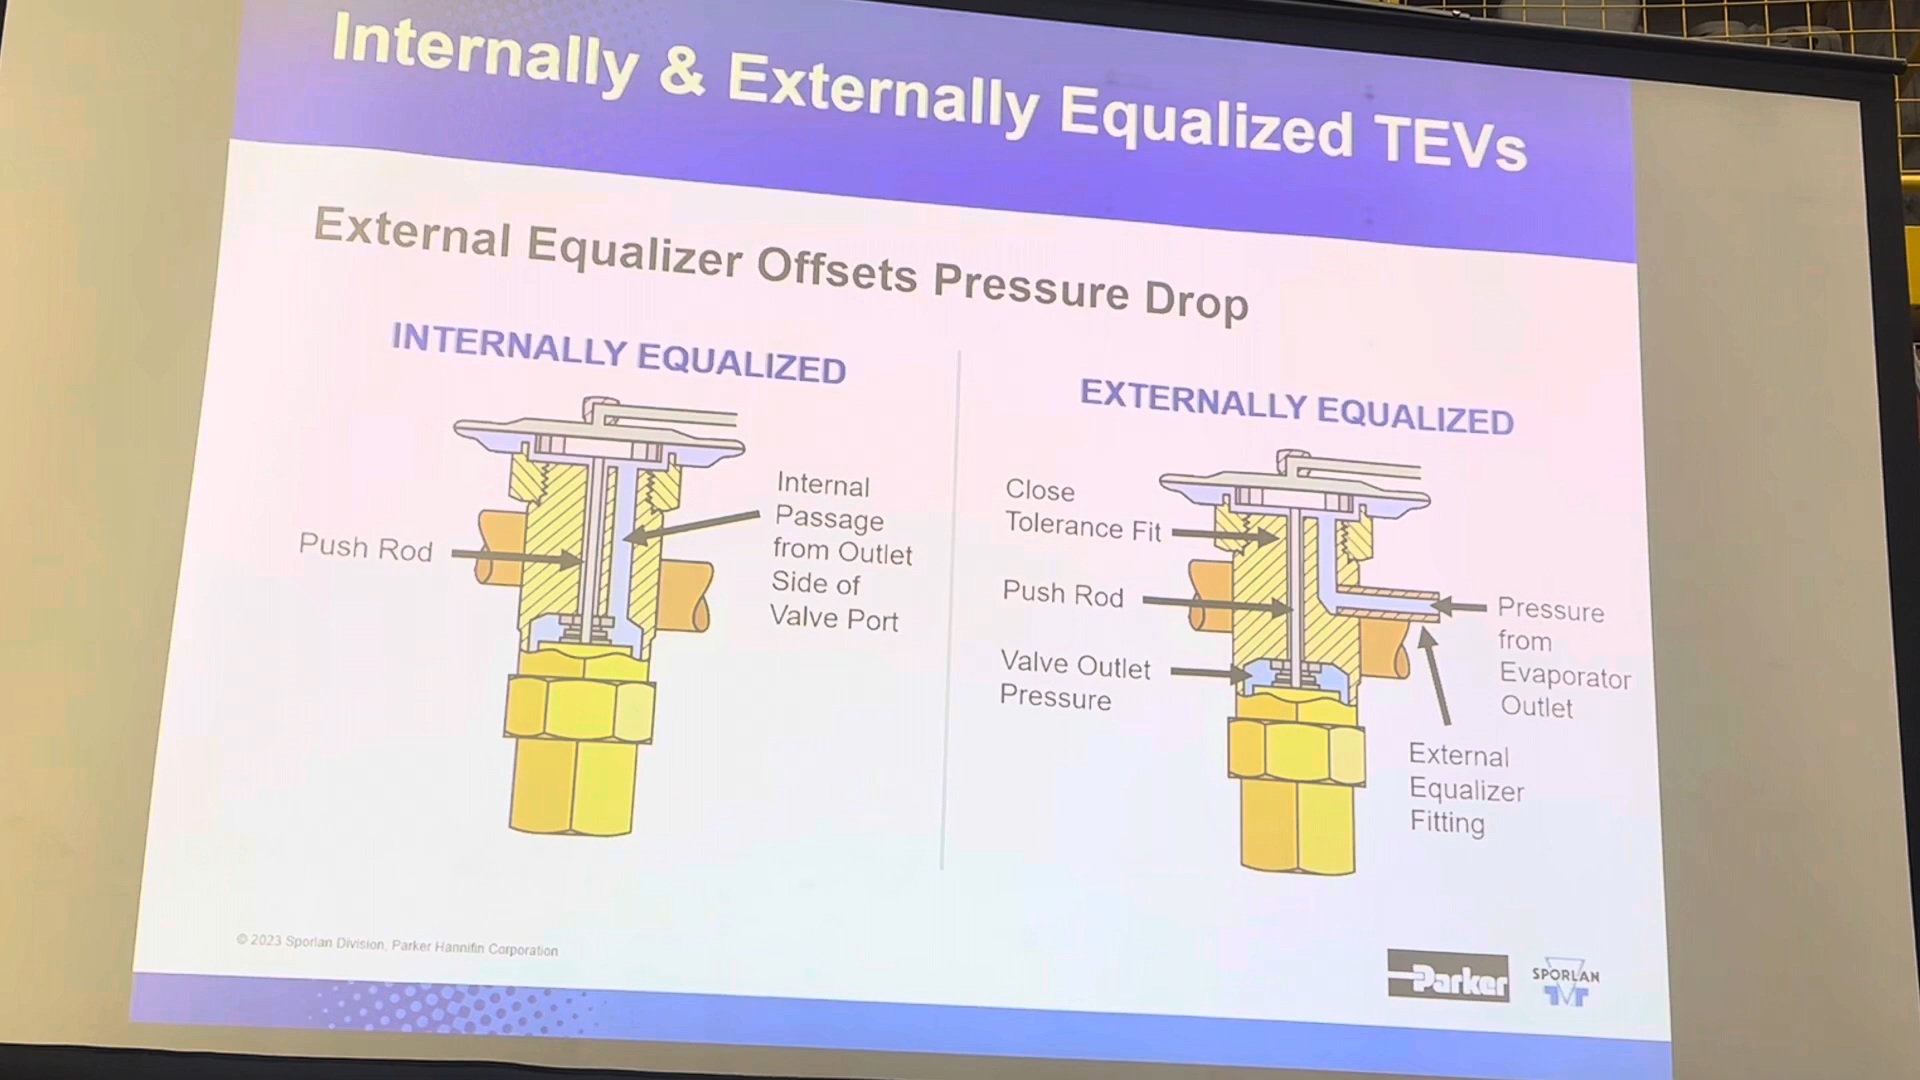 Internally & Externally Equalized TEVs
External Equalizer Offsets Pressure Drop
INTERNALLY EQUALIZED
Push Rod
Internal
Passage
from Outlet
Side of
Valve Port
EXTERNALLY EQUALIZED
Close
Tolerance Fit
Push Rod
Valve Outlet
Pressure
Pressure
from
Evaporator
Outlet
External
Equalizer
Fitting
© 2023 Sporlan Division, Parker Hannifin Corporation
Parker
SPORLAN